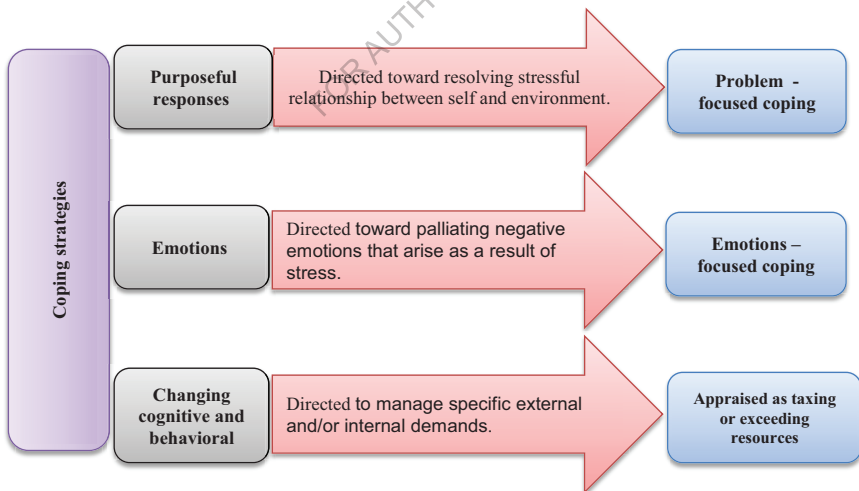 FOR AUTH
Coping strategies
Purposeful
responses
Directed toward resolving stressful
relationship between self and environment.
Problem -
focused coping
Emotions
Directed toward palliating negative
emotions that arise as a result of
stress.
Emotions –
focused coping
Changing
cognitive and
behavioral
Directed to manage specific external
and/or internal demands.
Appraised as taxing
or exceeding
resources